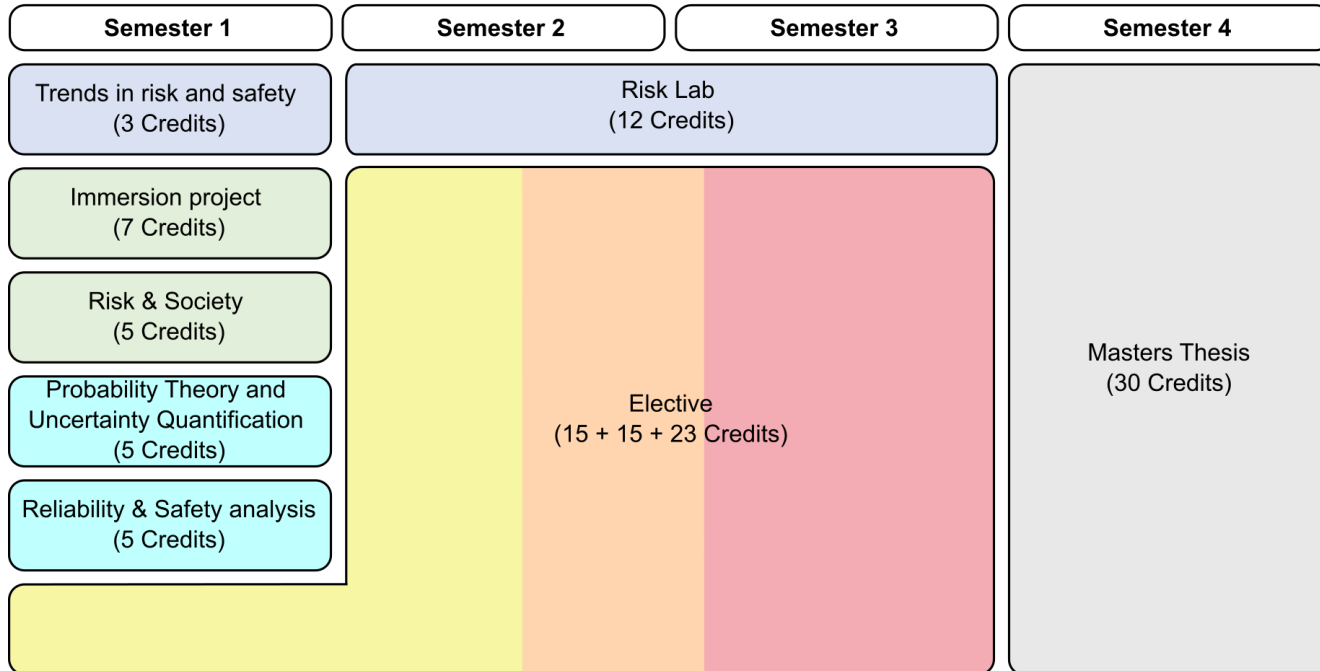 Semester 1
Semester 2
Semester 3
Semester 4
Trends in risk and safety
(3 Credits)
Risk Lab
(12 Credits)
Immersion project
(7 Credits)
Risk & Society
(5 Credits)
Probability Theory and
Uncertainty Quantification
(5 Credits)
Reliability & Safety analysis
(5 Credits)
Elective
(15 + 15 + 23 Credits)
Masters Thesis
(30 Credits)